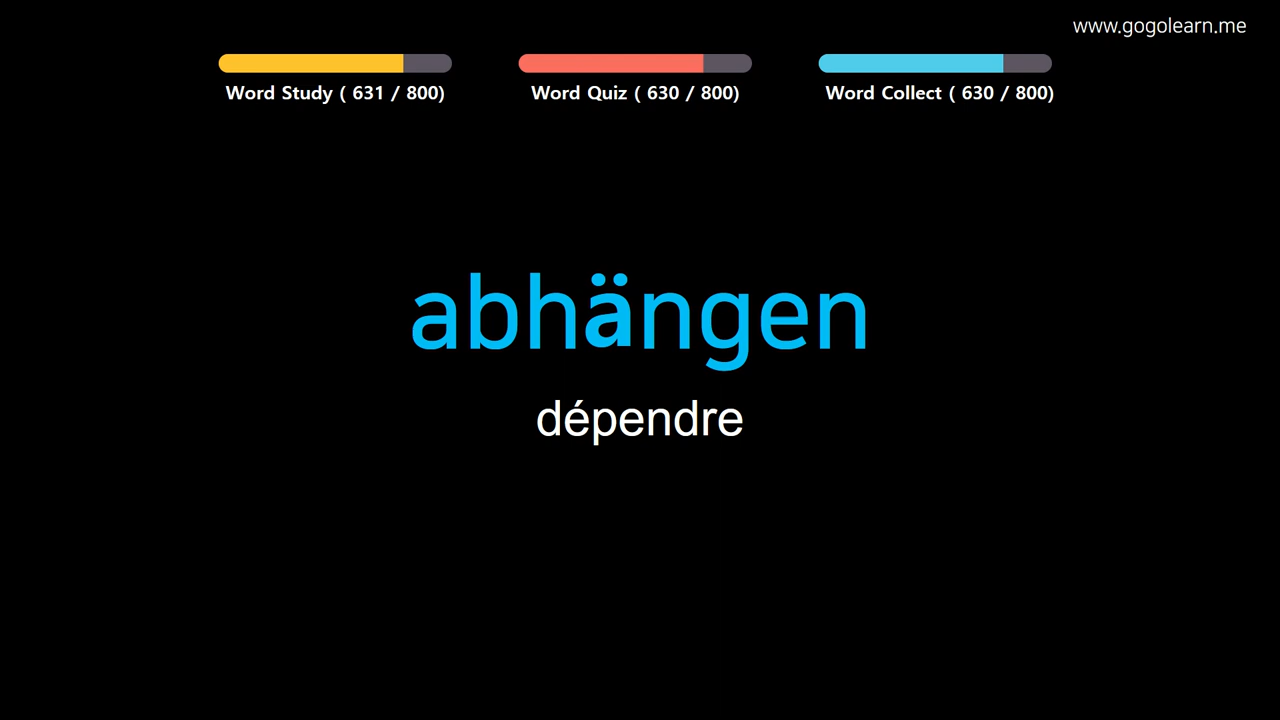 www.gogolearn.me
Word Study ( 631 / 800)
Word Quiz ( 630 / 800)
Word Collect ( 630 / 800)
abhängen
dépendre